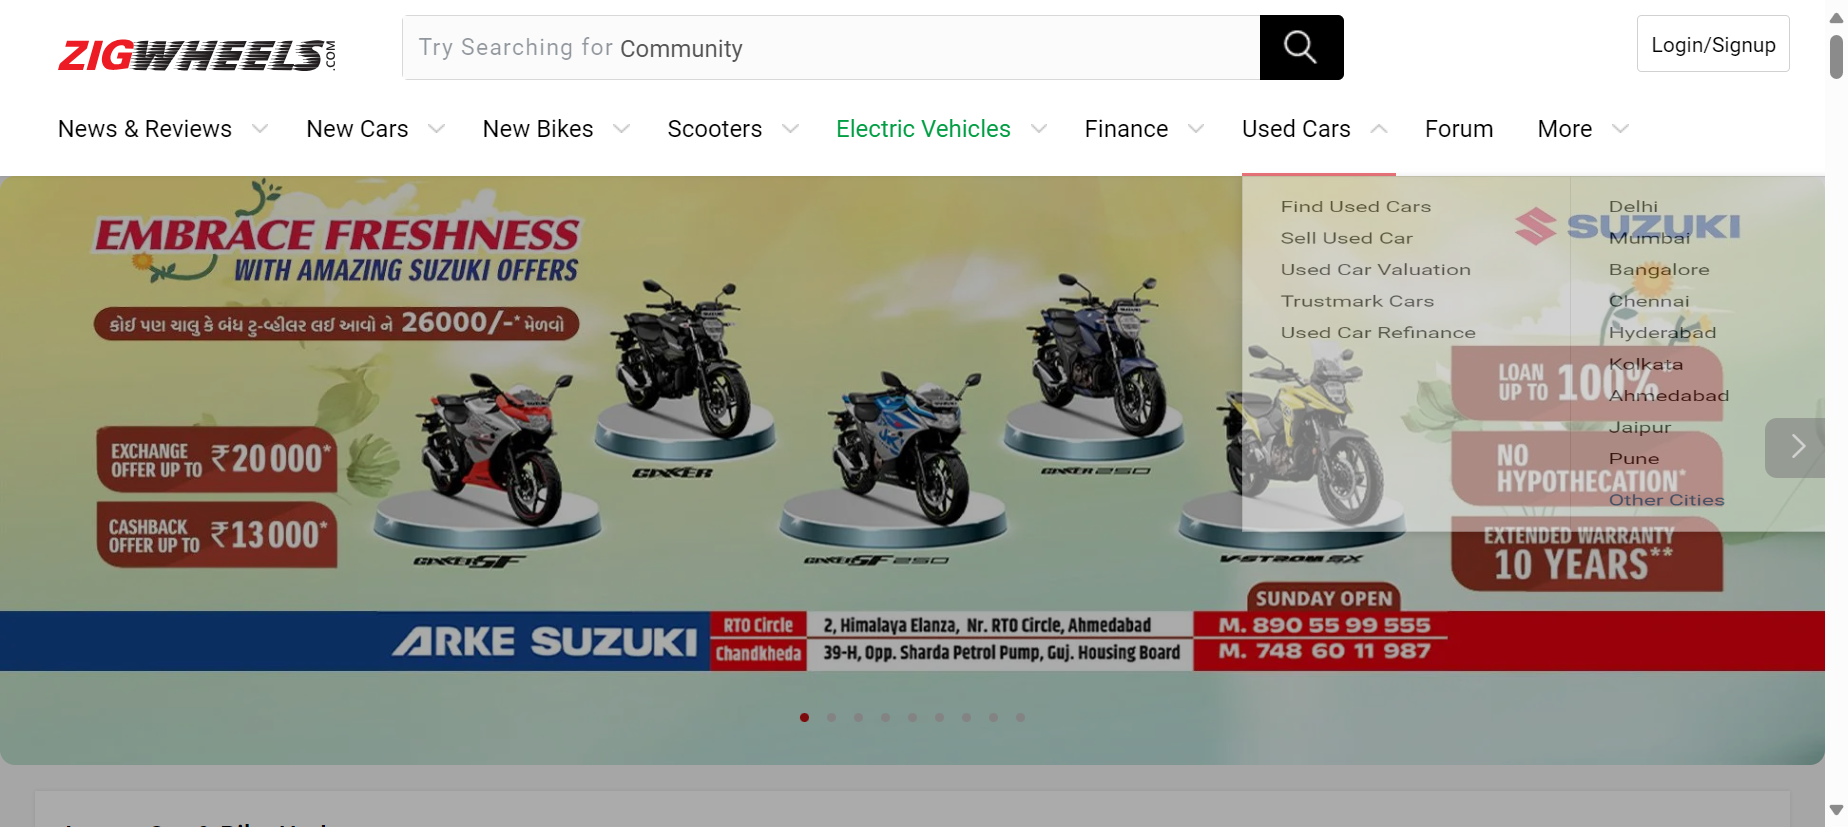 ZIGWHEELS.COM
Try Searching for Community
Login/Signup
News & Reviews
New Cars
New Bikes
Scooters
Electric Vehicles
Finance
Used Cars
Forum
More
Find Used Cars
Sell Used Car
Used Car Valuation
Trustmark Cars
Used Car Refinance
Delhi
Mumbai
Bangalore
Chennai
Hyderabad
Kolkata
Ahmedabad
Jaipur
Pune
Other Cities
SUZUKI
EMBRACE FRESHNESS
WITH AMAZING SUZUKI OFFERS
કોઈ પણ ચાલુ કે બંધ ટુ-વ્હીલર લઈ આવો ને 26000/-* મેળવો
EXCHANGE
OFFER UP TO ₹20000*
CASHBACK
OFFER UP TO ₹13000*
GIXXER
GIXXER 250
GIXXER SF
GIXXER SF 250
V-STROM SX
LOAN
UP TO 100%
NO
HYPOTHECATION*
EXTENDED WARRANTY
10 YEARS**
SUNDAY OPEN
ARKE SUZUKI
RTO Circle
2, Himalaya Elanza, Nr. RTO Circle, Ahmedabad
M. 890 55 99 555
Chandkheda
39-H, Opp. Sharda Petrol Pump, Guj. Housing Board
M. 748 60 11 987